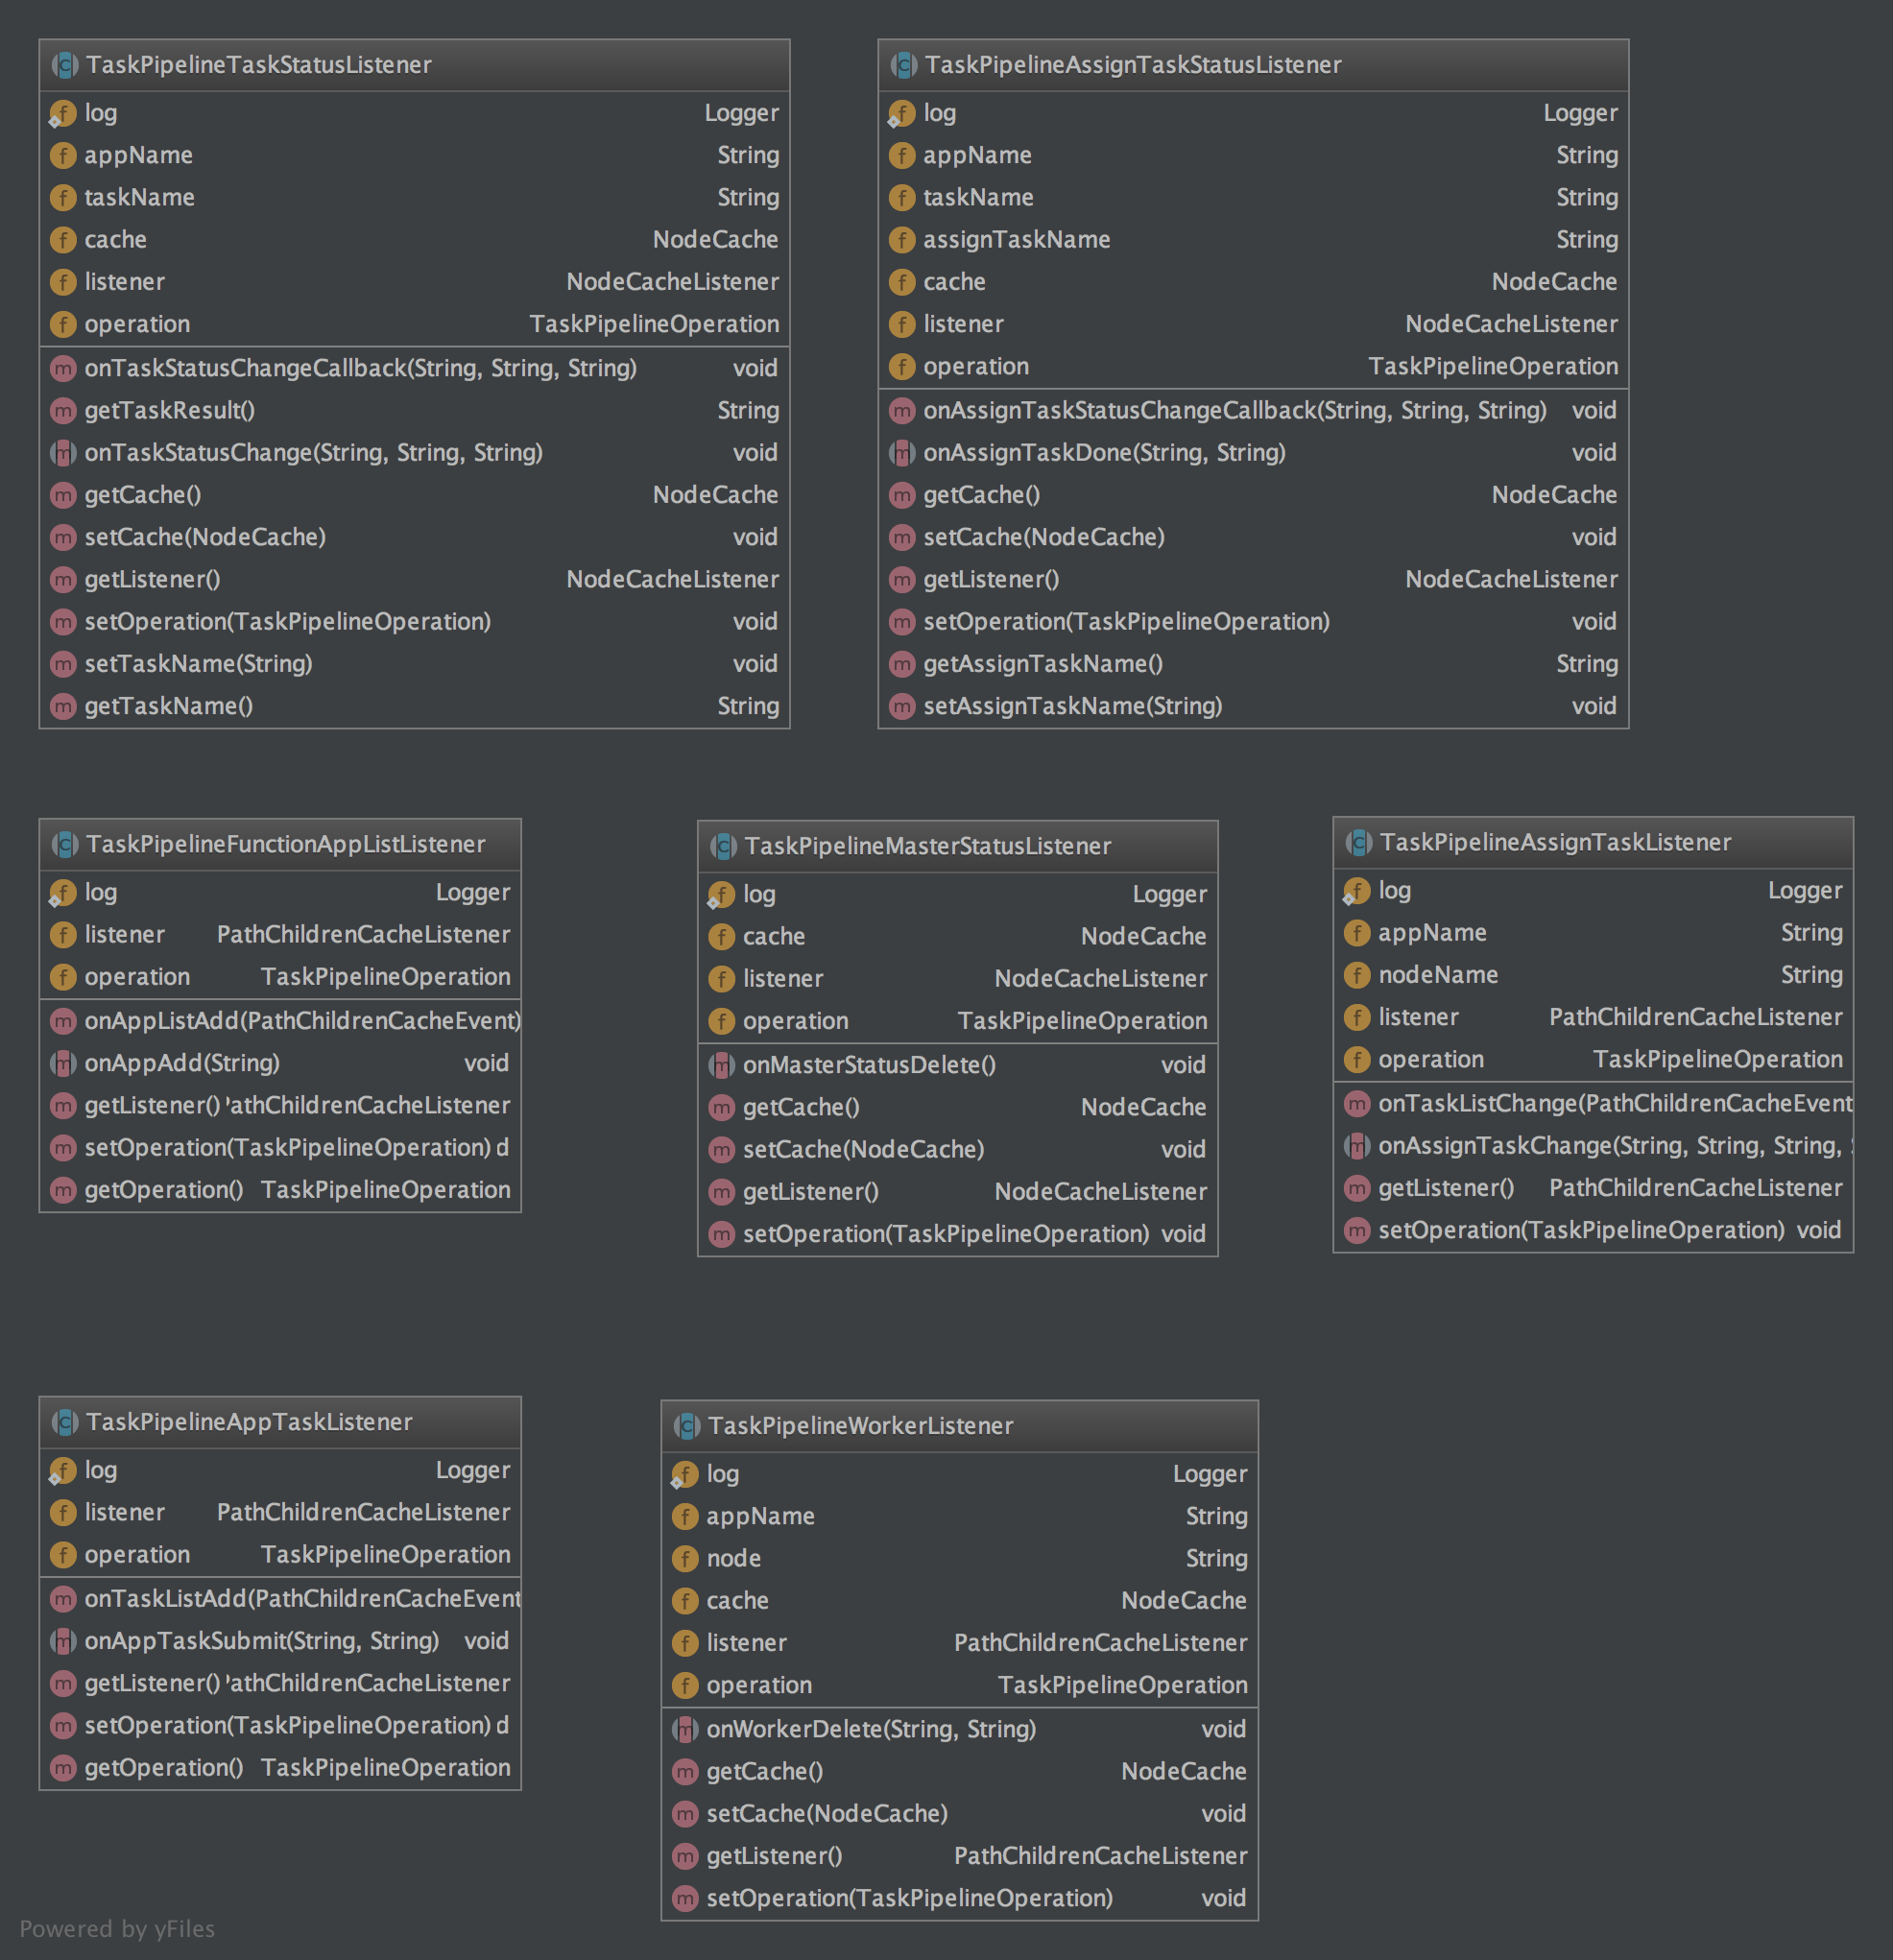 TaskPipelineTaskStatusListener
log Logger
appName String
taskName String
cache NodeCache
listener NodeCacheListener
operation TaskPipelineOperation
onTaskStatusChangeCallback(String, String, String) void
getTaskResult() String
onTaskStatusChange(String, String, String) void
getCache() NodeCache
setCache(NodeCache) void
getListener() NodeCacheListener
setOperation(TaskPipelineOperation) void
setTaskName(String) void
getTaskName() String
TaskPipelineAssignTaskStatusListener
log Logger
appName String
taskName String
assignTaskName String
cache NodeCache
listener NodeCacheListener
operation TaskPipelineOperation
onAssignTaskStatusChangeCallback(String, String, String) void
onAssignTaskDone(String, String) void
getCache() NodeCache
setCache(NodeCache) void
getListener() NodeCacheListener
setOperation(TaskPipelineOperation) void
getAssignTaskName() String
setAssignTaskName(String) void
TaskPipelineFunctionAppListListener
log Logger
listener PathChildrenCacheListener
operation TaskPipelineOperation
onAppListAdd(PathChildrenCacheEvent)
onAppAdd(String) void
getListener() PathChildrenCacheListener
setOperation(TaskPipelineOperation) d
getOperation() TaskPipelineOperation
TaskPipelineMasterStatusListener
log Logger
cache NodeCache
listener NodeCacheListener
operation TaskPipelineOperation
onMasterStatusDelete() void
getCache() NodeCache
setCache(NodeCache) void
getListener() NodeCacheListener
setOperation(TaskPipelineOperation) void
TaskPipelineAssignTaskListener
log Logger
appName String
nodeName String
listener PathChildrenCacheListener
operation TaskPipelineOperation
onTaskListChange(PathChildrenCacheEvent
onAssignTaskChange(String, String, String,
getListener() PathChildrenCacheListener
setOperation(TaskPipelineOperation) void
TaskPipelineAppTaskListener
log Logger
listener PathChildrenCacheListener
operation TaskPipelineOperation
onTaskListAdd(PathChildrenCacheEvent
onAppTaskSubmit(String, String) void
getListener() PathChildrenCacheListener
setOperation(TaskPipelineOperation) d
getOperation() TaskPipelineOperation
TaskPipelineWorkerListener
log Logger
appName String
node String
cache NodeCache
listener PathChildrenCacheListener
operation TaskPipelineOperation
onWorkerDelete(String, String) void
getCache() NodeCache
setCache(NodeCache) void
getListener() PathChildrenCacheListener
setOperation(TaskPipelineOperation) void
Powered by yFiles